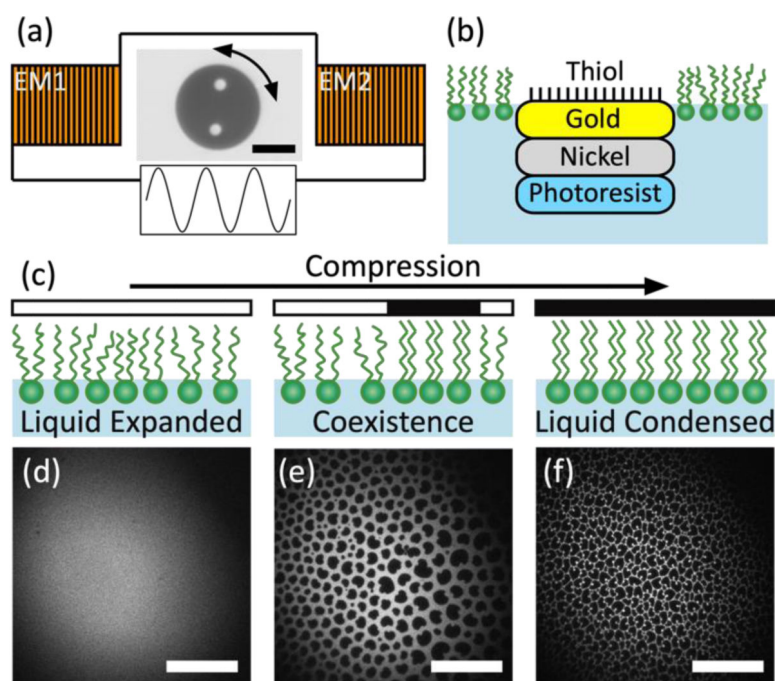 (a)
EM1
EM2
(b)
Thiol
Gold
Nickel
Photoresist
(c)
Compression
Liquid Expanded
Coexistence
Liquid Condensed
(d)
(e)
(f)